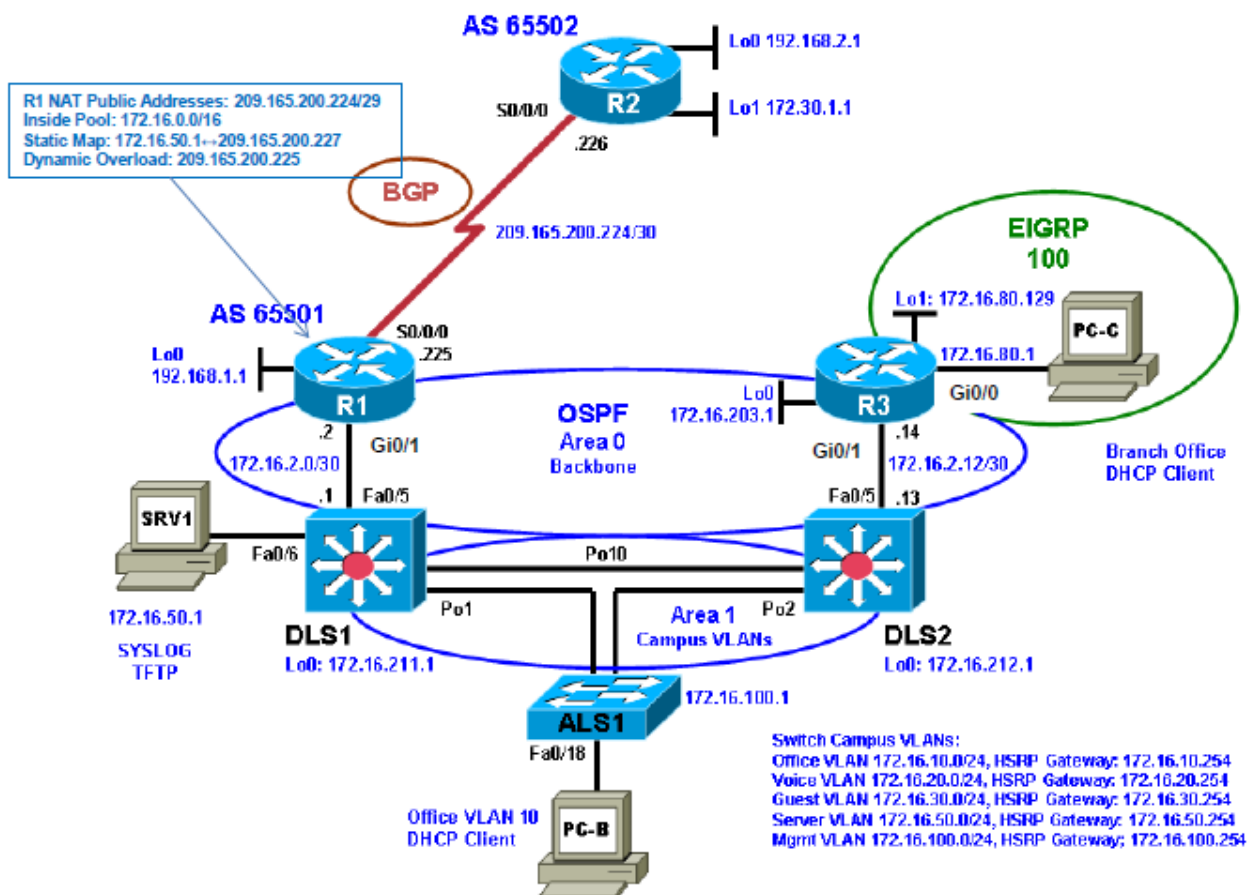 AS 65502
Lo0 192.168.2.1
R2
Lo1 172.30.1.1
S0/0/0
.226
R1 NAT Public Addresses: 209.165.200.224/29
Inside Pool: 172.16.0.0/16
Static Map: 172.16.50.1↔209.165.200.227
Dynamic Overload: 209.165.200.225
BGP
209.165.200.224/30
EIGRP
100
AS 65501
Lo1: 172.16.80.129
S0/0/0
.225
PC-C
Lo0
192.168.1.1
172.16.80.1
R1
R3
Gi0/0
Lo0
172.16.203.1
OSPF
Area 0
Backbone
.2
Gi0/1
.14
Gi0/1
172.16.2.0/30
172.16.2.12/30
Branch Office
DHCP Client
.1
Fa0/5
Fa0/5
.13
SRV1
Fa0/6
Po10
172.16.50.1
Po1
Po2
Area 1
Campus VLANs
SYSLOG
TFTP
DLS1
Lo0: 172.16.211.1
DLS2
Lo0: 172.16.212.1
172.16.100.1
ALS1
Fa0/18
Switch Campus VLANs:
Office VLAN 172.16.10.0/24, HSRP Gateway: 172.16.10.254
Voice VLAN 172.16.20.0/24, HSRP Gateway: 172.16.20.254
Guest VLAN 172.16.30.0/24, HSRP Gateway: 172.16.30.254
Server VLAN 172.16.50.0/24, HSRP Gateway: 172.16.50.254
Mgmt VLAN 172.16.100.0/24, HSRP Gateway; 172.16.100.254
Office VLAN 10
DHCP Client
PC-B